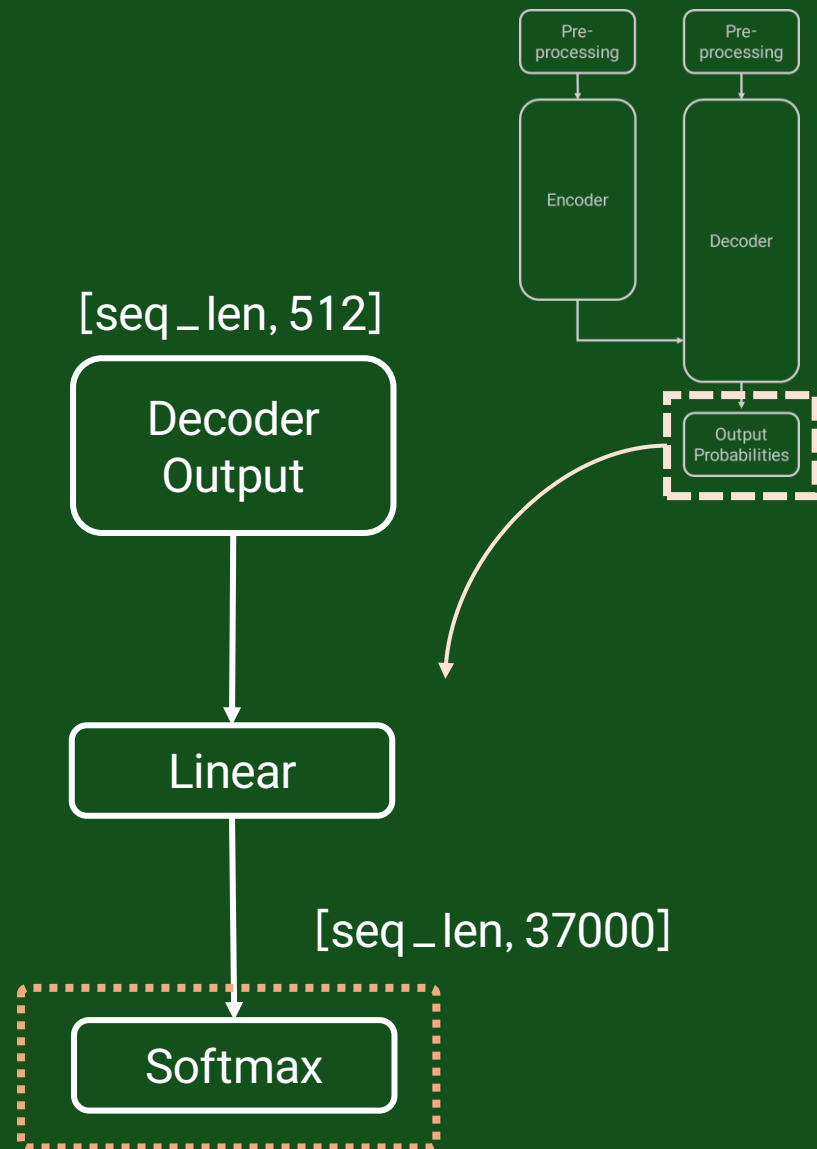 Pre-
processing
Pre-
processing
Encoder
Decoder
Output
Probabilities
[seq_len, 512]
Decoder
Output
Linear
[seq_len, 37000]
Softmax